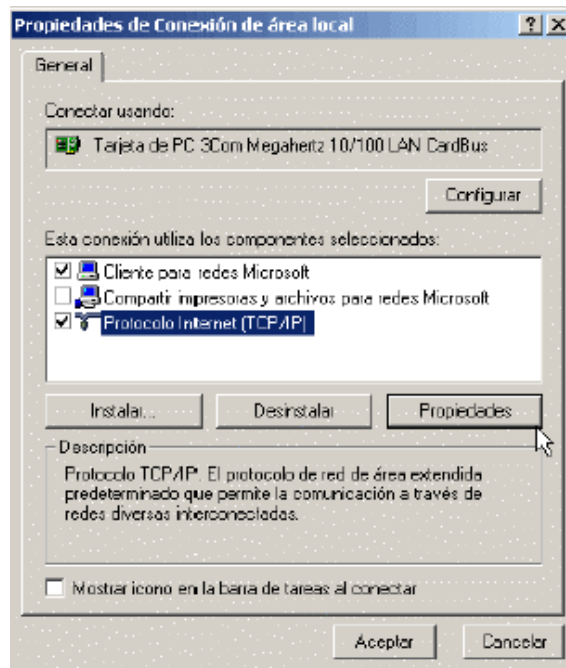 Propiedades de Conexión de área local
General
Conectar usando:
Tarjeta de PC 3Com Megahertz 10/100 LAN CardBus
Configurar
Esta conexión utiliza los componentes seleccionados:
Cliente para redes Microsoft
Compartir impresoras y archivos para redes Microsoft
Protocolo Internet (TCP/IP)
Instalar... Desinstalar Propiedades
Descripción
Protocolo TCP/IP. El protocolo de red de área extendida
predeterminado que permite la comunicación a través de
redes diversas interconectadas.
Mostrar icono en la barra de tareas al conectar
Aceptar Cancelar